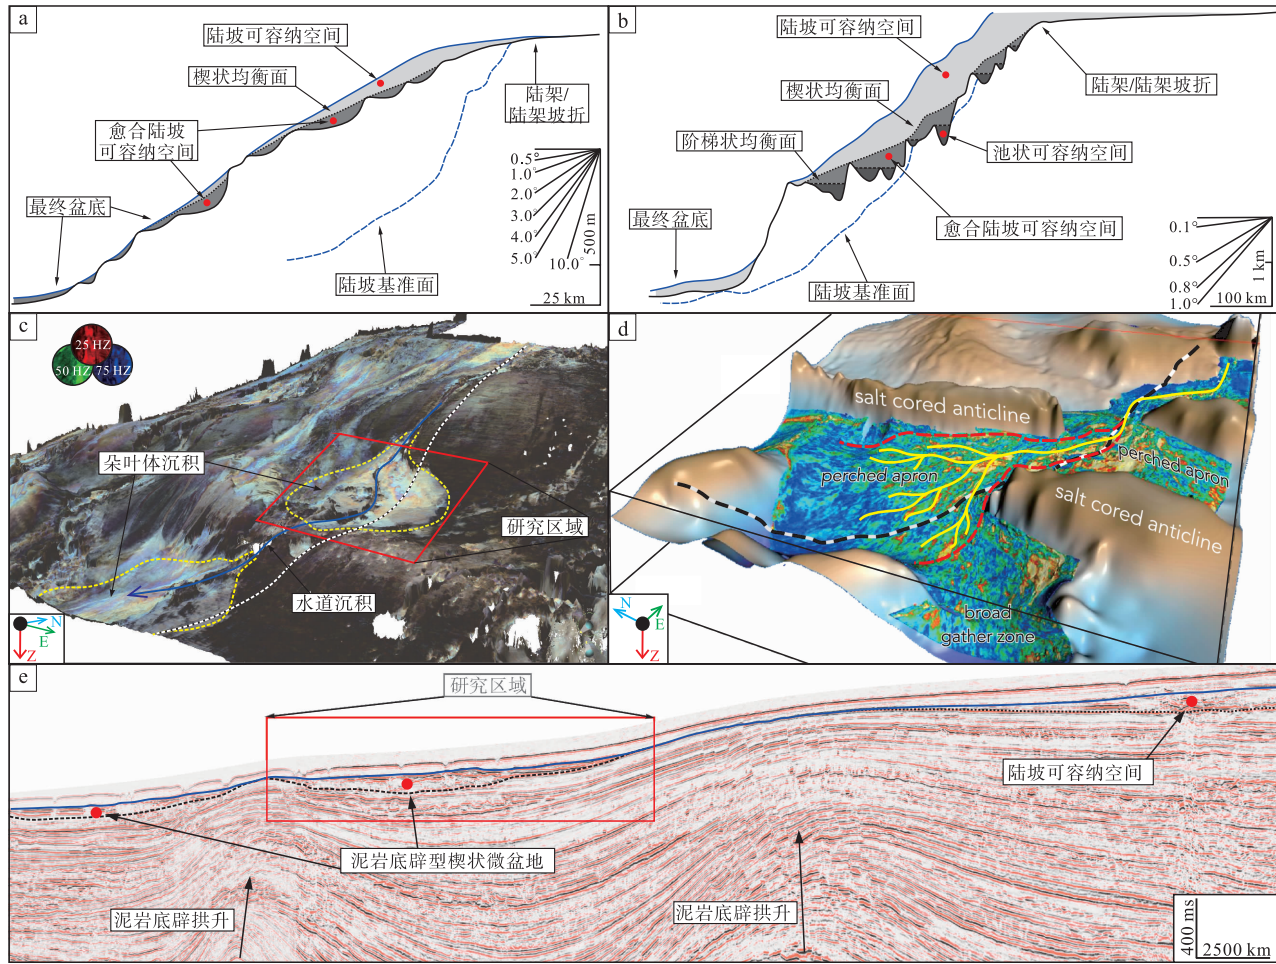 a
陆坡可容纳空间
楔状均衡面
愈合陆坡
可容纳空间
最终盆底
陆架/
陆架坡折
陆坡基准面
0.5°
1.0°
2.0°
3.0°
4.0°
5.0°
10.0°
500 m
25 km
b
陆坡可容纳空间
楔状均衡面
阶梯状均衡面
陆架/陆架坡折
池状可容纳空间
愈合陆坡可容纳空间
最终盆底
陆坡基准面
0.1°
0.5°
0.8°
1.0°
1 km
100 km
c
25 HZ
50 HZ
75 HZ
朵叶体沉积
研究区域
水道沉积
N
E
Z
d
salt cored anticline
perched apron
perched apron
salt cored anticline
broad
gather zone
N
E
Z
e
研究区域
陆坡可容纳空间
泥岩底辟型楔状微盆地
泥岩底辟拱升
泥岩底辟拱升
400 ms
2500 km